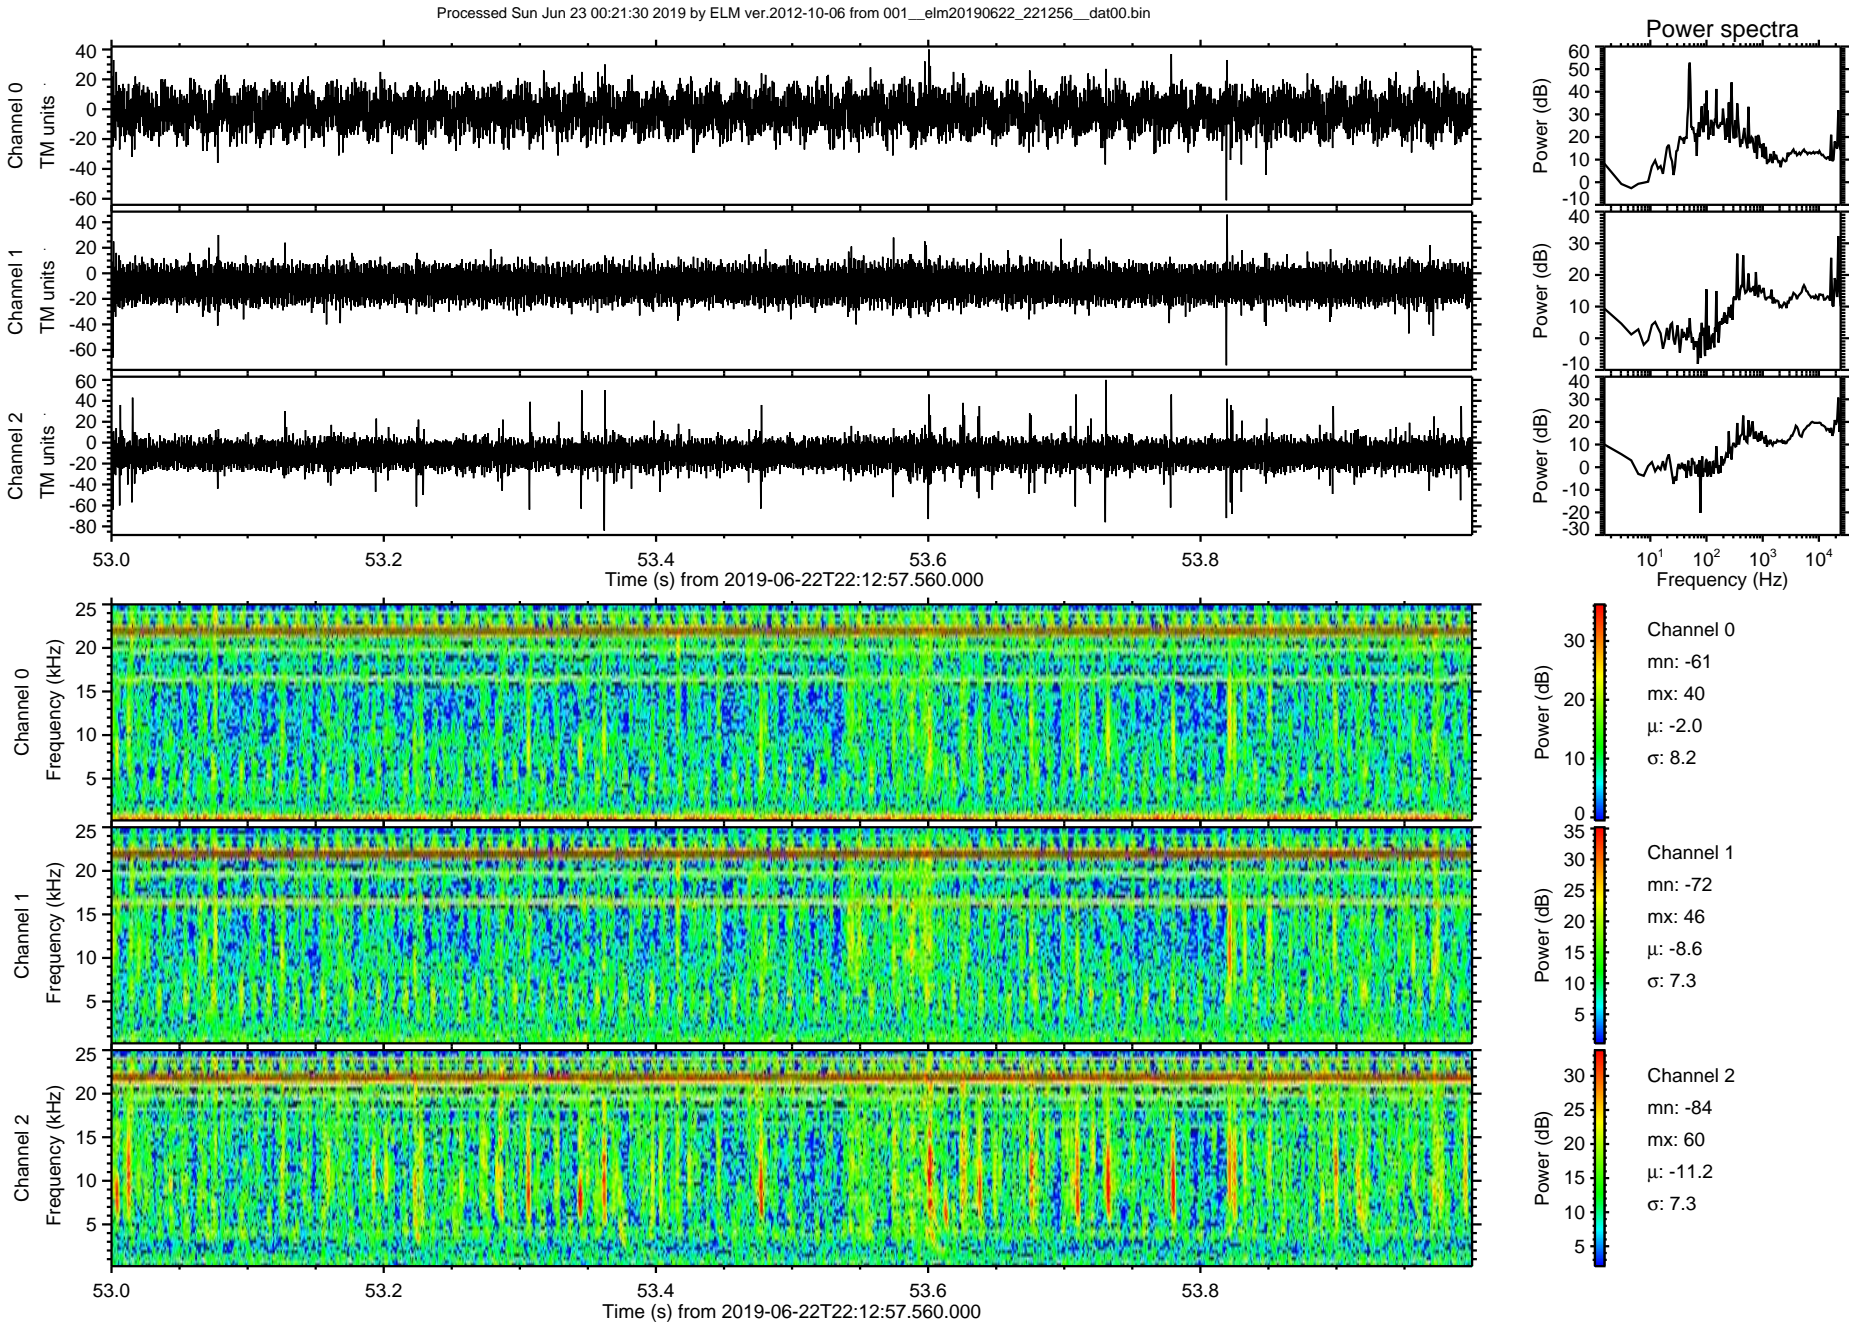 Processed Sun Jun 23 00:21:30 2019 by ELM ver.2012-10-06 from 001__elm20190622_221256__dat00.bin
Power spectra
Channel 0
TM units
40
20
0
-20
-40
-60
Power (dB)
60
50
40
30
20
10
0
-10
Channel 1
TM units
40
20
0
-20
-40
-60
Power (dB)
40
30
20
10
0
-10
Channel 2
TM units
60
40
20
0
-20
-40
-60
-80
Power (dB)
40
30
20
10
0
-10
-20
-30
53.0 53.2 53.4 53.6 53.8
Time (s) from 2019-06-22T22:12:57.560.000
10¹ 10² 10³ 10⁴
Frequency (Hz)
Channel 0
Frequency (kHz)
25
20
15
10
5
Power (dB)
30
20
10
0
Channel 0
mn: -61
mx: 40
μ: -2.0
σ: 8.2
Channel 1
Frequency (kHz)
25
20
15
10
5
Power (dB)
35
30
25
20
15
10
5
Channel 1
mn: -72
mx: 46
μ: -8.6
σ: 7.3
Channel 2
Frequency (kHz)
25
20
15
10
5
Power (dB)
30
25
20
15
10
5
Channel 2
mn: -84
mx: 60
μ: -11.2
σ: 7.3
53.0 53.2 53.4 53.6 53.8
Time (s) from 2019-06-22T22:12:57.560.000